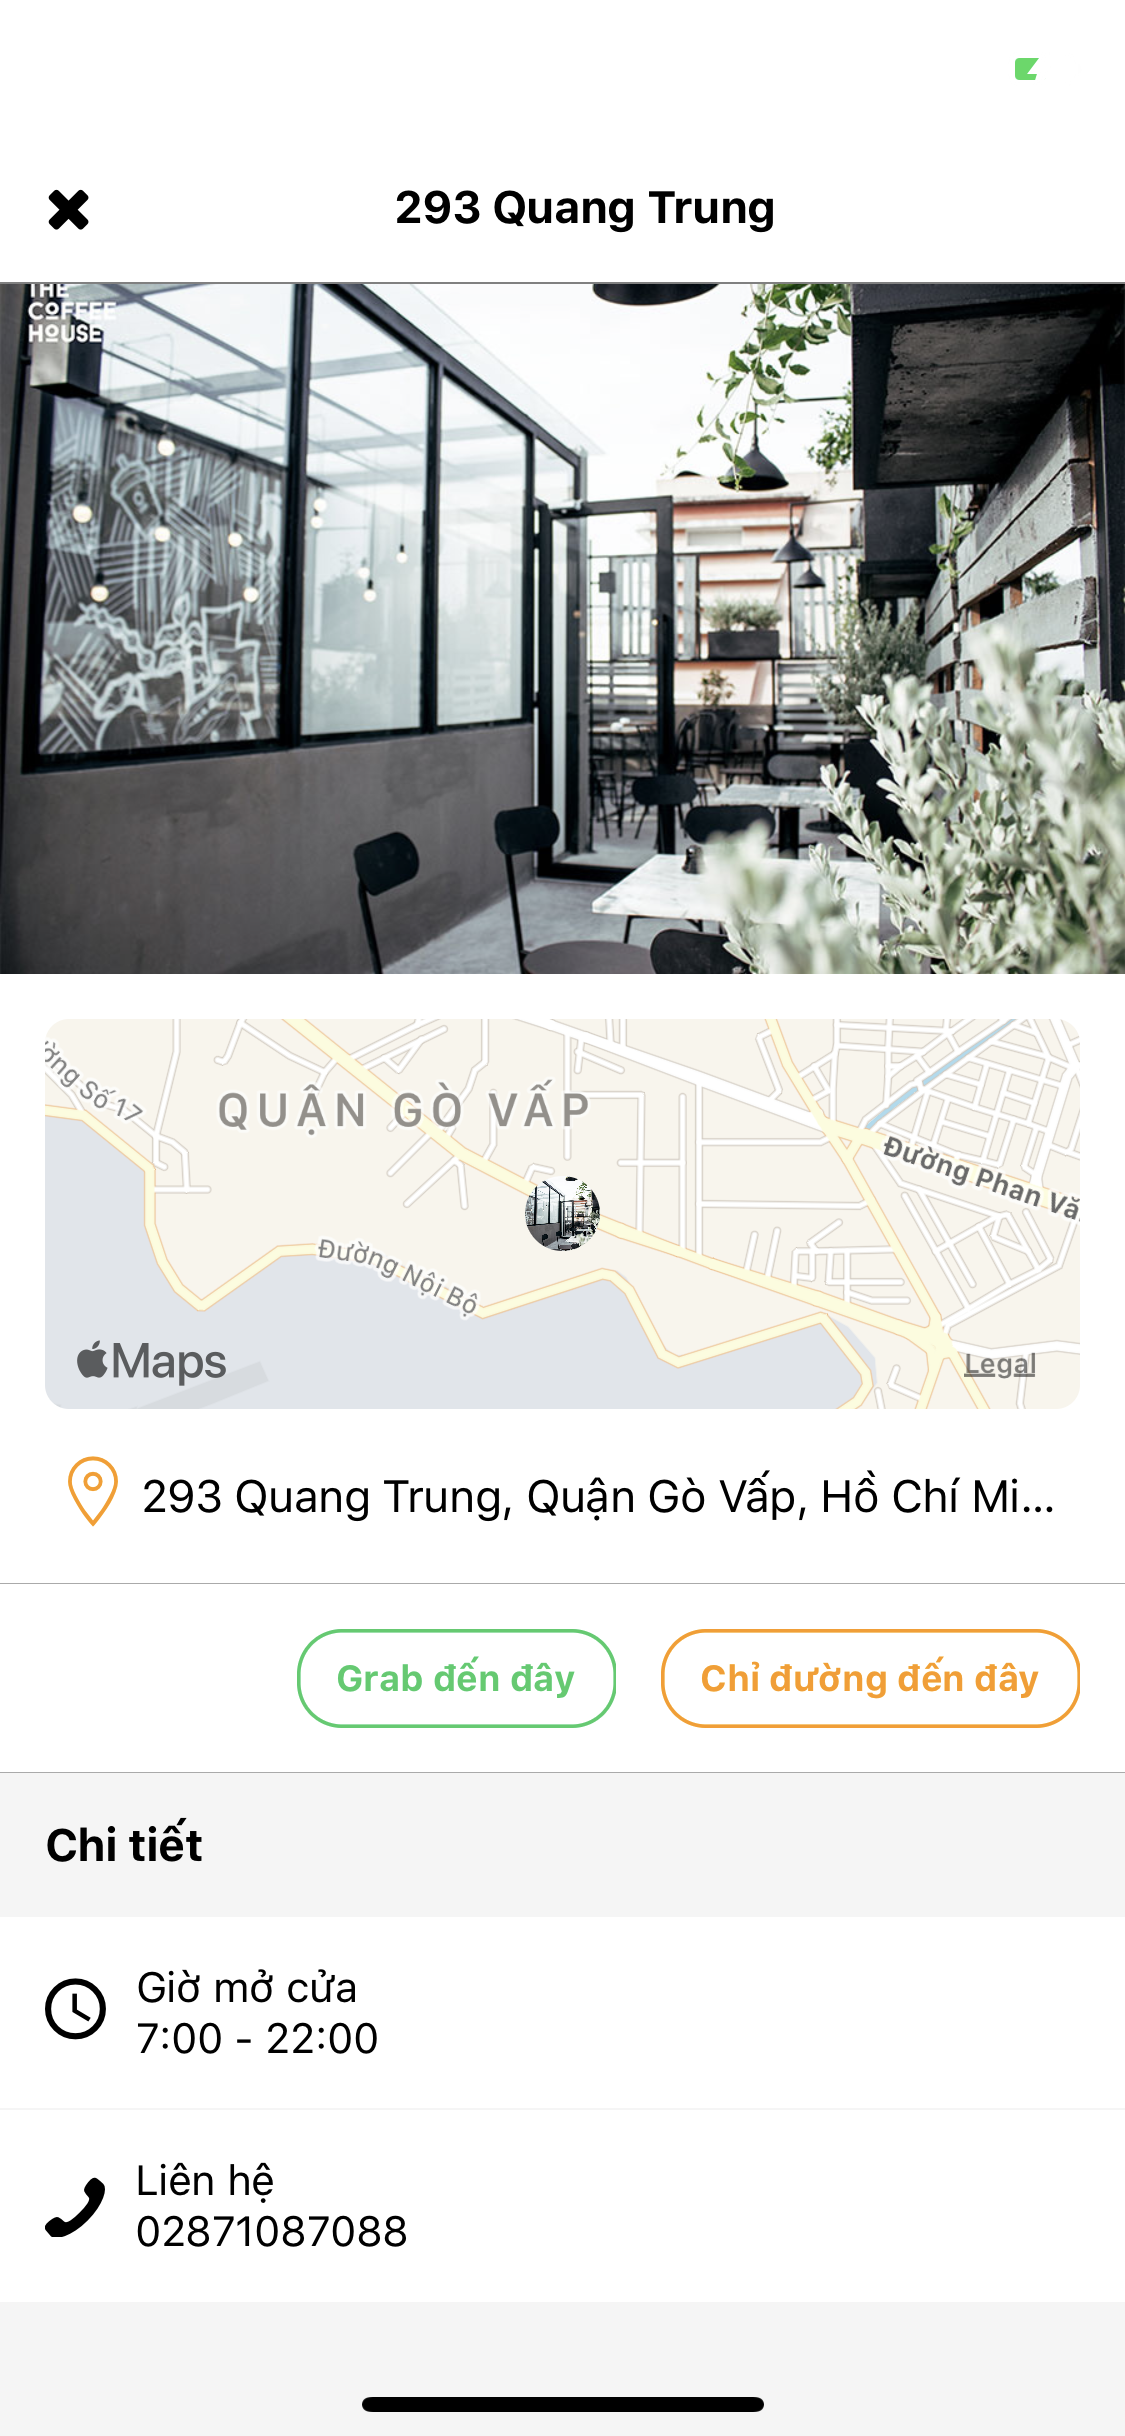 293 Quang Trung
THE
COFFEE
HOUSE
ờng Số 17
QUẬN GÒ VẤP
Đường Phan Vă
Đường Nội Bộ
Maps
Legal
293 Quang Trung, Quận Gò Vấp, Hồ Chí Mi...
Grab đến đây
Chỉ đường đến đây
Chi tiết
Giờ mở cửa
7:00 - 22:00
Liên hệ
02871087088